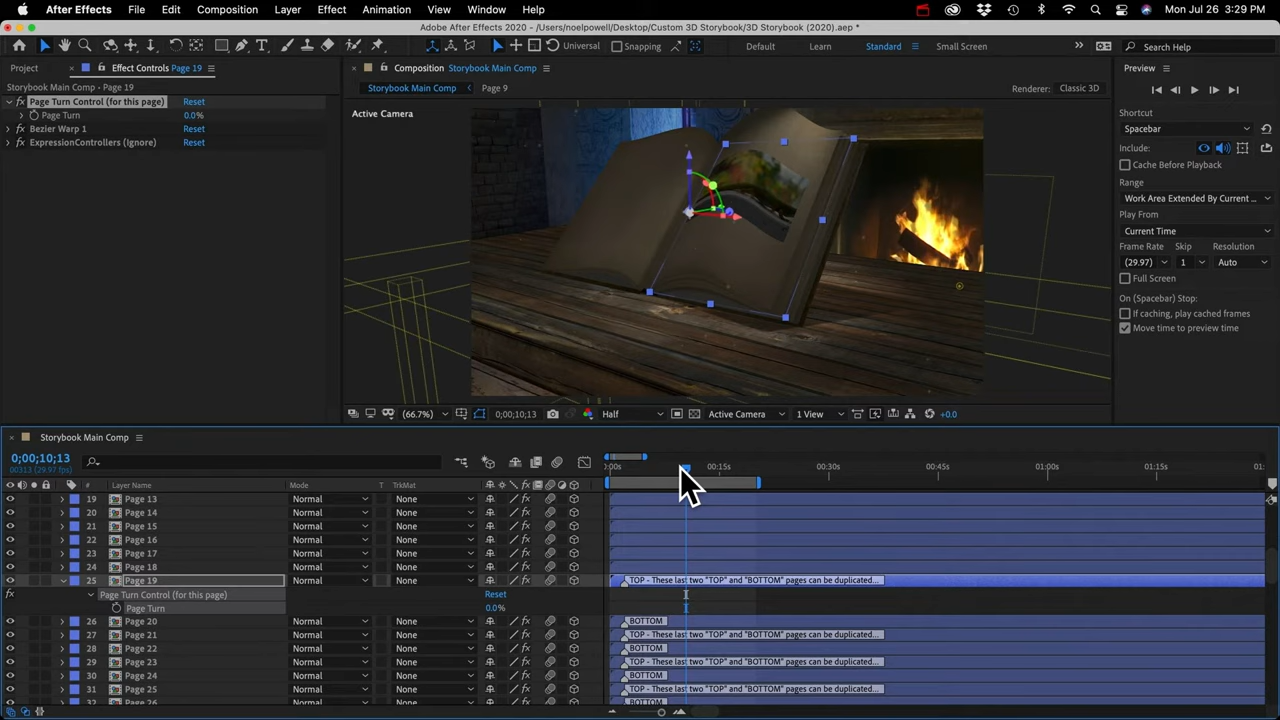 After Effects File Edit Composition Layer Effect Animation View Window Help Mon Jul 26 3:29 PM
Adobe After Effects 2020 - /Users/noelpowell/Desktop/Custom 3D Storybook/3D Storybook (2020).aep *
Universal Snapping Default Learn Standard Small Screen Search Help
Project Effect Controls Page 19 Composition Storybook Main Comp Preview
Storybook Main Comp • Page 19 Storybook Main Comp Page 9 Renderer: Classic 3D
Page Turn Control (for this page) Reset
Page Turn 0.0%
Bezier Warp 1 Reset
ExpressionControllers (Ignore) Reset
Active Camera
Shortcut
Spacebar
Include:
Cache Before Playback
Range
Work Area Extended By Current ...
Play From
Current Time
Frame Rate Skip Resolution
(29.97) 1 Auto
Full Screen
On (Spacebar) Stop:
If caching, play cached frames
Move time to preview time
(66.7%) 0;00;10;13 Half Active Camera 1 View +0.0
Storybook Main Comp
0;00;10;13
00313 (29.97 fps)
:00s 00:15s 00:30s 00:45s 01:00s 01:15s 01:
# Layer Name Mode T TrkMat
19 Page 13 Normal None
20 Page 14 Normal None
21 Page 15 Normal None
22 Page 16 Normal None
23 Page 17 Normal None
24 Page 18 Normal None
25 Page 19 Normal None TOP - These last two "TOP" and "BOTTOM" pages can be duplicated...
Page Turn Control (for this page) Reset
Page Turn 0.0%
26 Page 20 Normal None BOTTOM
27 Page 21 Normal None TOP - These last two "TOP" and "BOTTOM" pages can be duplicated...
28 Page 22 Normal None BOTTOM
29 Page 23 Normal None TOP - These last two "TOP" and "BOTTOM" pages can be duplicated...
30 Page 24 Normal None BOTTOM
31 Page 25 Normal None TOP - These last two "TOP" and "BOTTOM" pages can be duplicated...
32 Page 26 Normal None BOTTOM